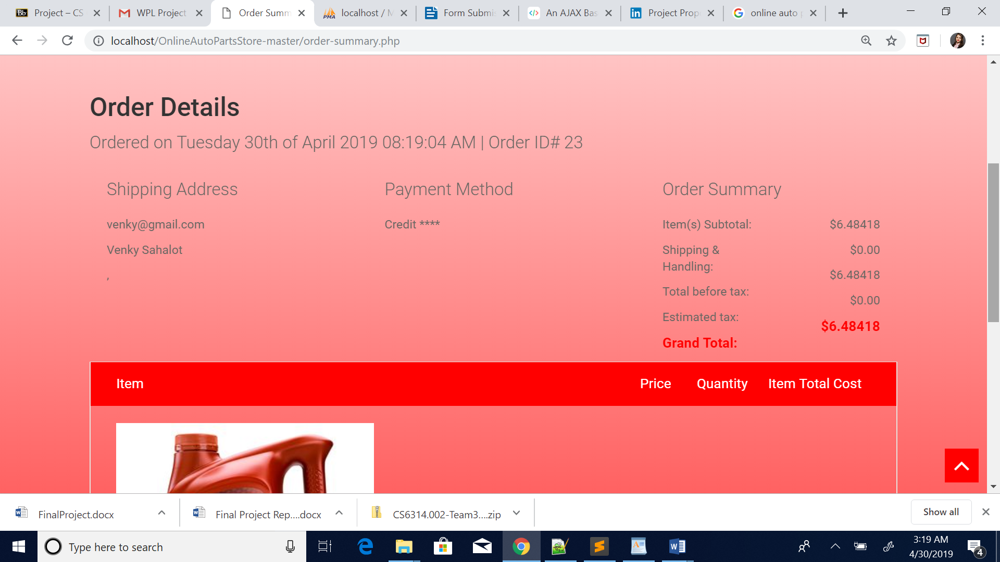 Project – CS
WPL Project
Order Summ
localhost / M
Form Submis
An AJAX Bas
Project Prop
online auto p
localhost/OnlineAutoPartsStore-master/order-summary.php
Order Details
Ordered on Tuesday 30th of April 2019 08:19:04 AM | Order ID# 23
Shipping Address
venky@gmail.com
Venky Sahalot
,
Payment Method
Credit ****
Order Summary
Item(s) Subtotal: $6.48418
Shipping & $0.00
Handling:
$6.48418
Total before tax:
$0.00
Estimated tax:
$6.48418
Grand Total:
Item Price Quantity Item Total Cost
FinalProject.docx
Final Project Rep....docx
CS6314.002-Team3....zip
Show all
Type here to search
3:19 AM
4/30/2019
4